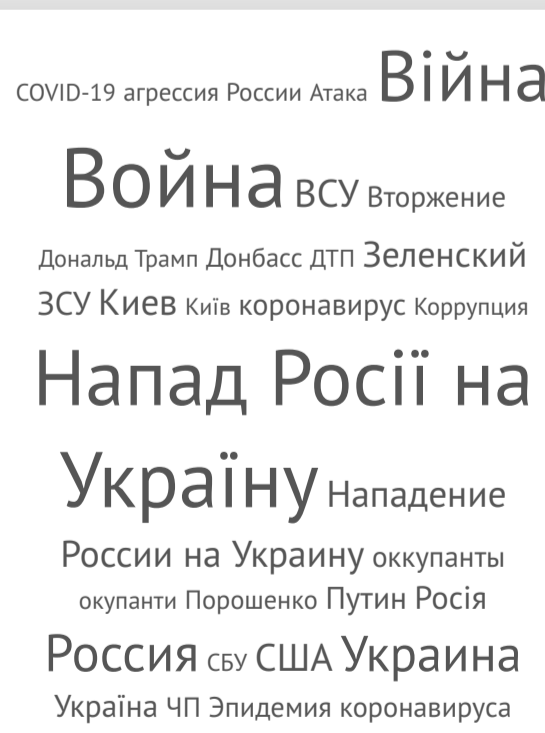 COVID-19 агрессия России Атака Війна
Война ВСУ Вторжение
Дональд Трамп Донбасс ДТП Зеленский
ЗСУ Киев Київ коронавирус Коррупция
Напад Росії на
Україну Нападение
России на Украину оккупанты
окупанти Порошенко Путин Росія
Россия СБУ США Украина
Україна ЧП Эпидемия коронавируса